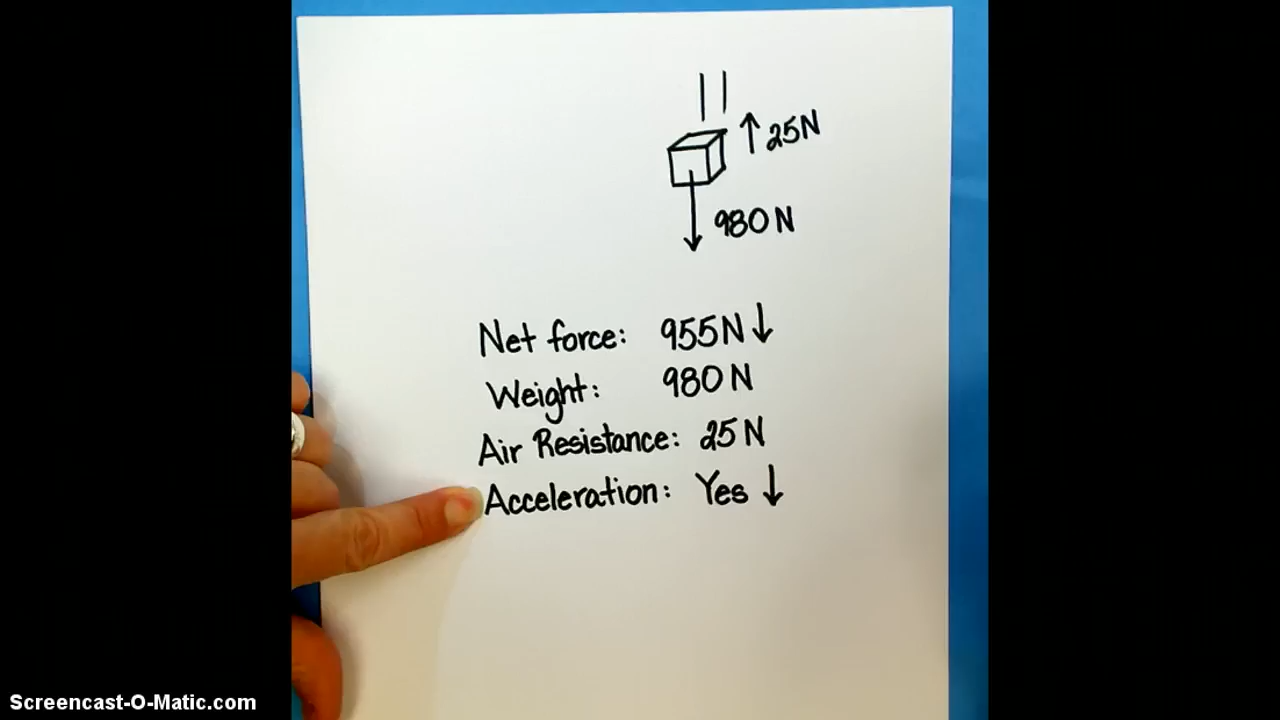 ↑25N
980N
Net force: 955N↓
Weight: 980N
Air Resistance: 25N
Acceleration: Yes ↓
Screencast-O-Matic.com